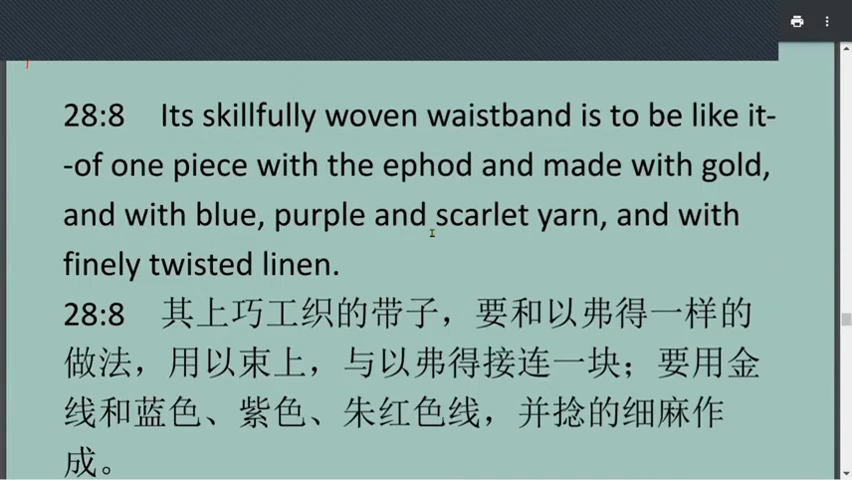 28:8 Its skillfully woven waistband is to be like it-
-of one piece with the ephod and made with gold,
and with blue, purple and scarlet yarn, and with
finely twisted linen.
28:8 其上巧工织的带子，要和以弗得一样的
做法，用以束上，与以弗得接连一块；要用金
线和蓝色、紫色、朱红色线，并捻的细麻作
成。